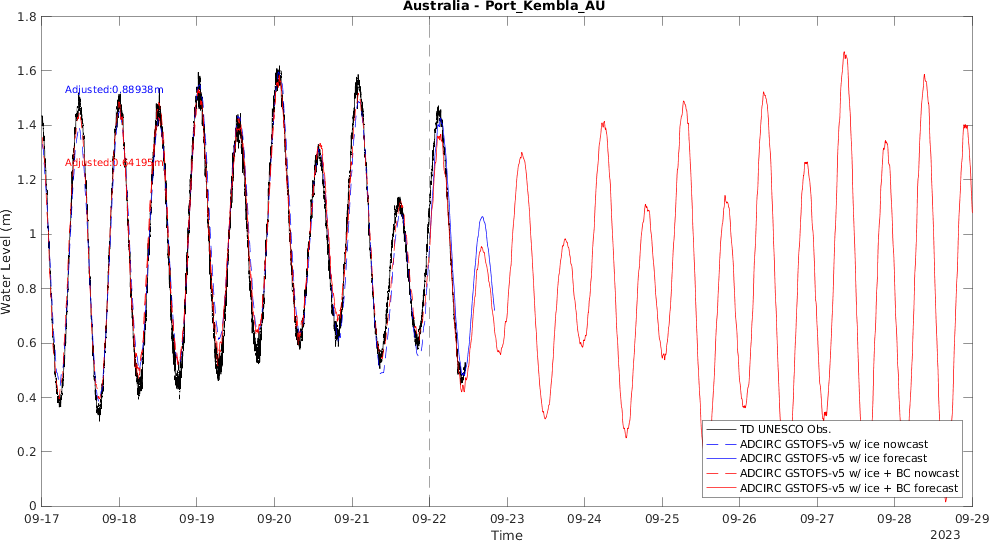 Australia - Port_Kembla_AU
1.8
1.6
1.4
1.2
1
0.8
0.6
0.4
0.2
0
Water Level (m)
Adjusted:0.88938m
Adjusted:0.64195m
TD UNESCO Obs.
ADCIRC GSTOFS-v5 w/ ice nowcast
ADCIRC GSTOFS-v5 w/ ice forecast
ADCIRC GSTOFS-v5 w/ ice + BC nowcast
ADCIRC GSTOFS-v5 w/ ice + BC forecast
09-17 09-18 09-19 09-20 09-21 09-22 09-23 09-24 09-25 09-26 09-27 09-28 09-29
Time
2023